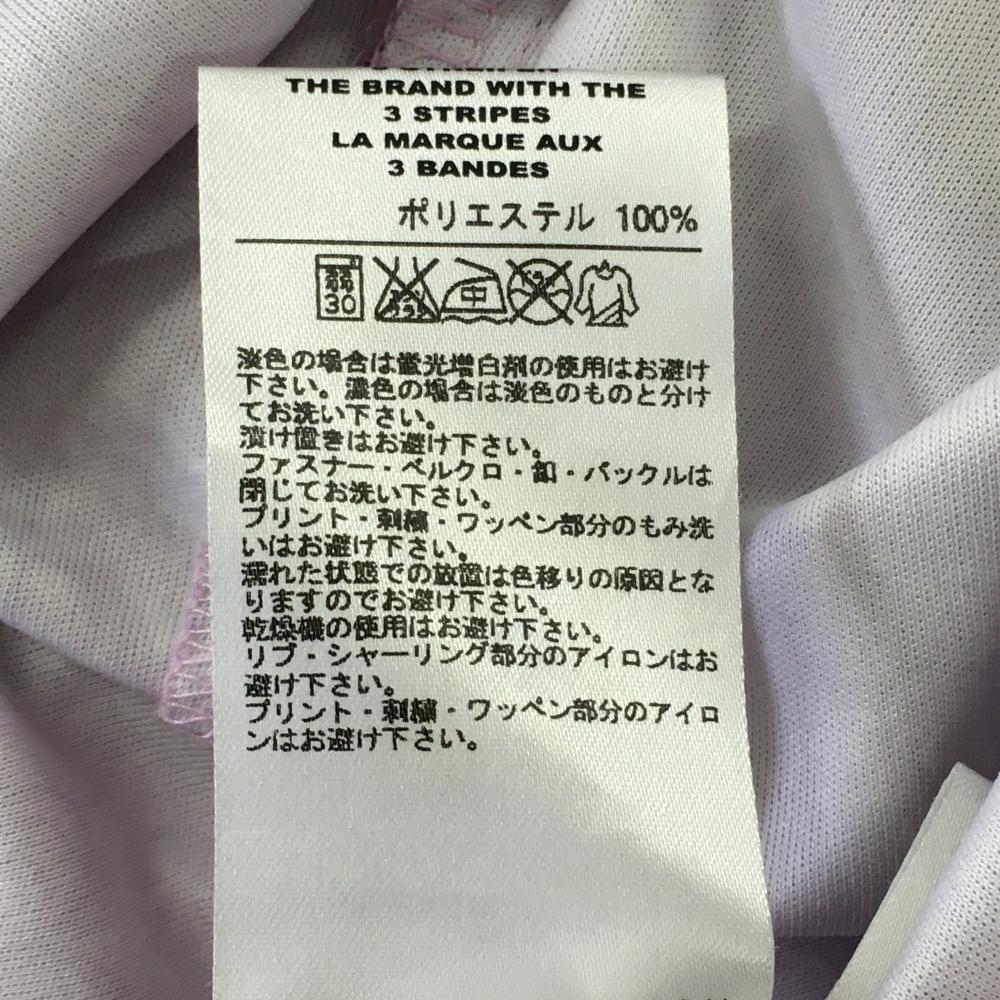 THE BRAND WITH THE
3 STRIPES
LA MARQUE AUX
3 BANDES
ポリエステル 100%
弱 30 エンソ サラシ 中 ドライ
淡色の場合は蛍光増白剤の使用はお避け
下さい。濃色の場合は淡色のものと分け
てお洗い下さい。
漬け置きはお避け下さい。
ファスナー・ベルクロ・釦・バックルは
閉じてお洗い下さい。
プリント・刺繍・ワッペン部分のもみ洗
いはお避け下さい。
濡れた状態での放置は色移りの原因とな
りますのでお避け下さい。
乾燥機の使用はお避け下さい。
リブ・シャーリング部分のアイロンはお
避け下さい。
プリント・刺繍・ワッペン部分のアイロ
ンはお避け下さい。